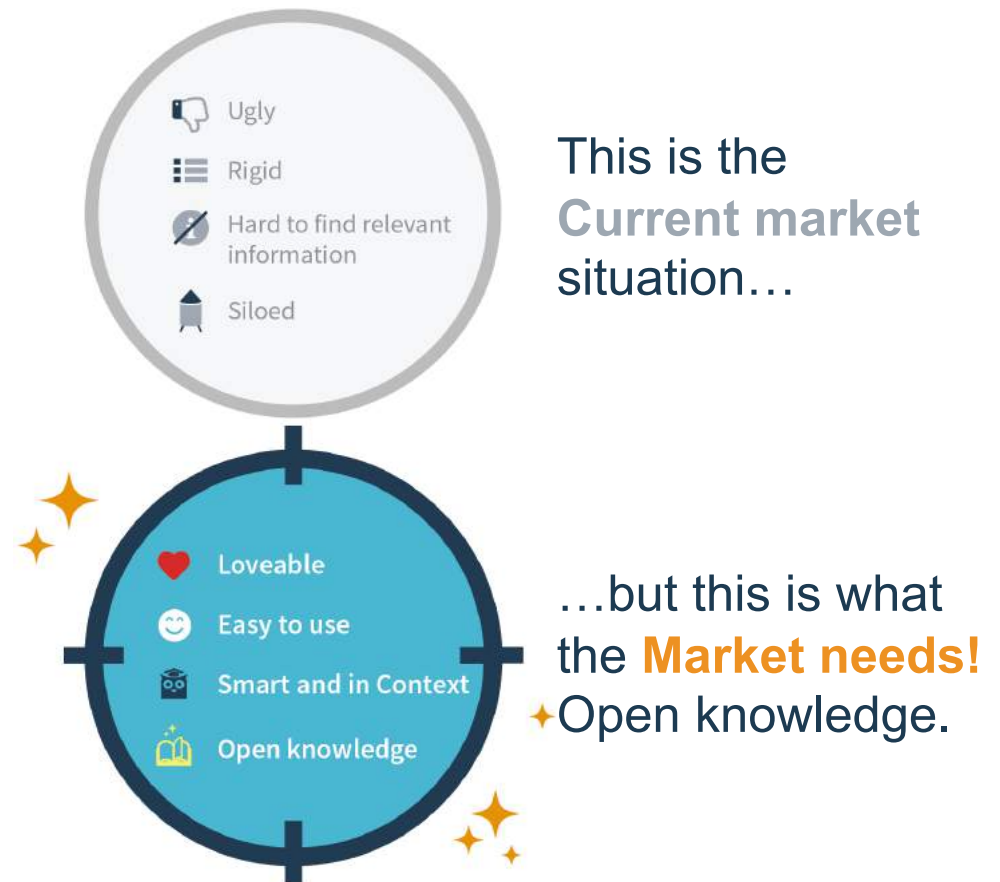 Ugly
Rigid
Hard to find relevant
information
Siloed
This is the
Current market
situation…
Loveable
Easy to use
Smart and in Context
Open knowledge
…but this is what
the Market needs!
Open knowledge.